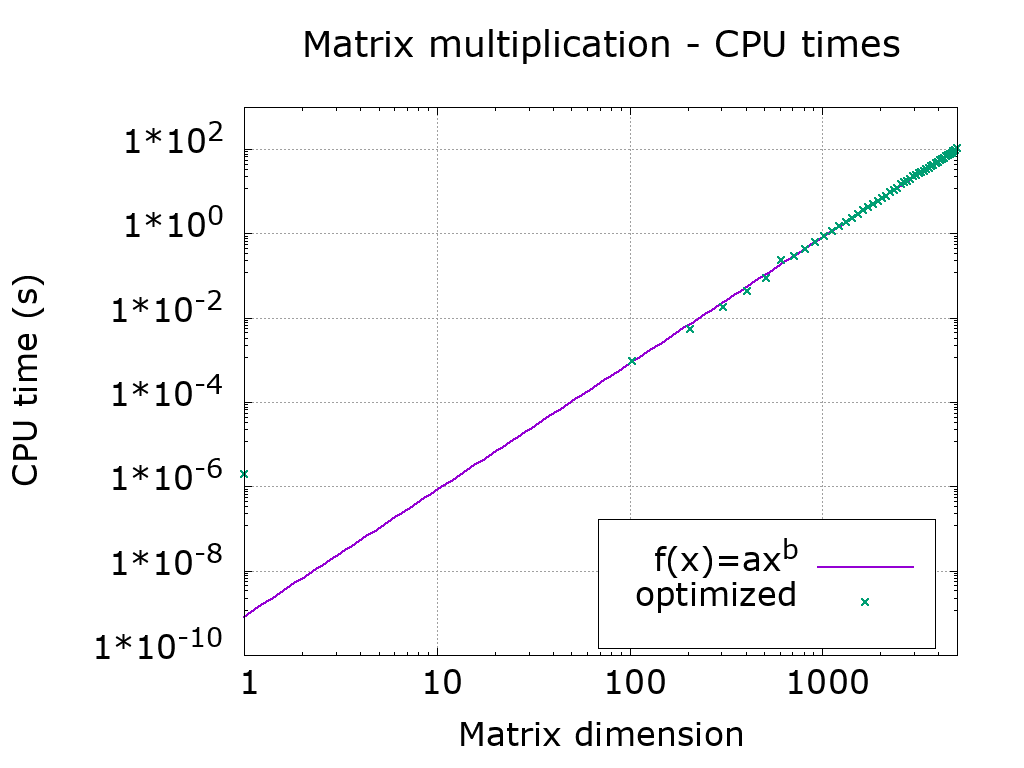 Matrix multiplication - CPU times
CPU time (s)
1*10^2
1*10^0
1*10^-2
1*10^-4
1*10^-6
1*10^-8
1*10^-10
f(x)=ax^b
optimized
1 10 100 1000
Matrix dimension